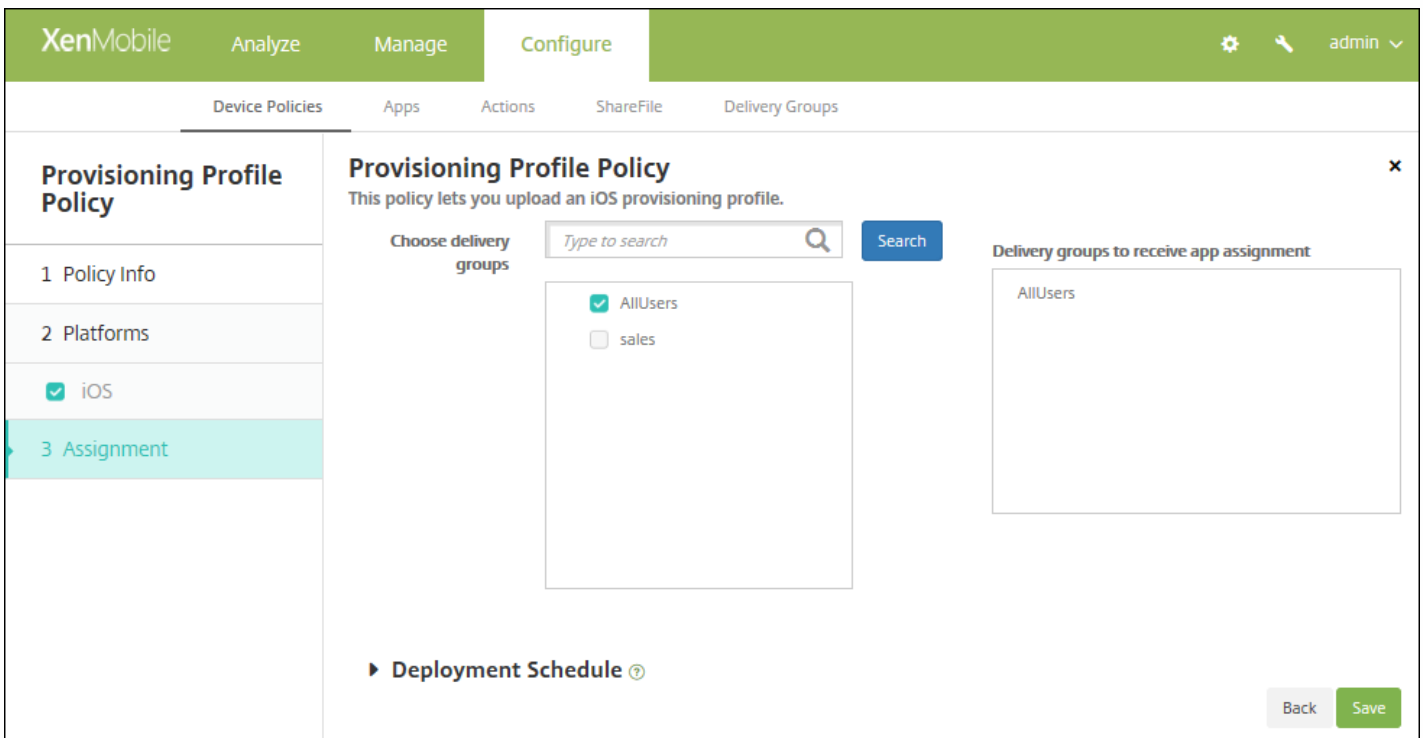 XenMobile Analyze Manage Configure admin
Device Policies Apps Actions ShareFile Delivery Groups
Provisioning Profile
Policy
1 Policy Info
2 Platforms
iOS
3 Assignment
Provisioning Profile Policy
This policy lets you upload an iOS provisioning profile.
Choose delivery
groups
Type to search
Search
AllUsers
sales
Delivery groups to receive app assignment
AllUsers
Deployment Schedule ?
Back Save